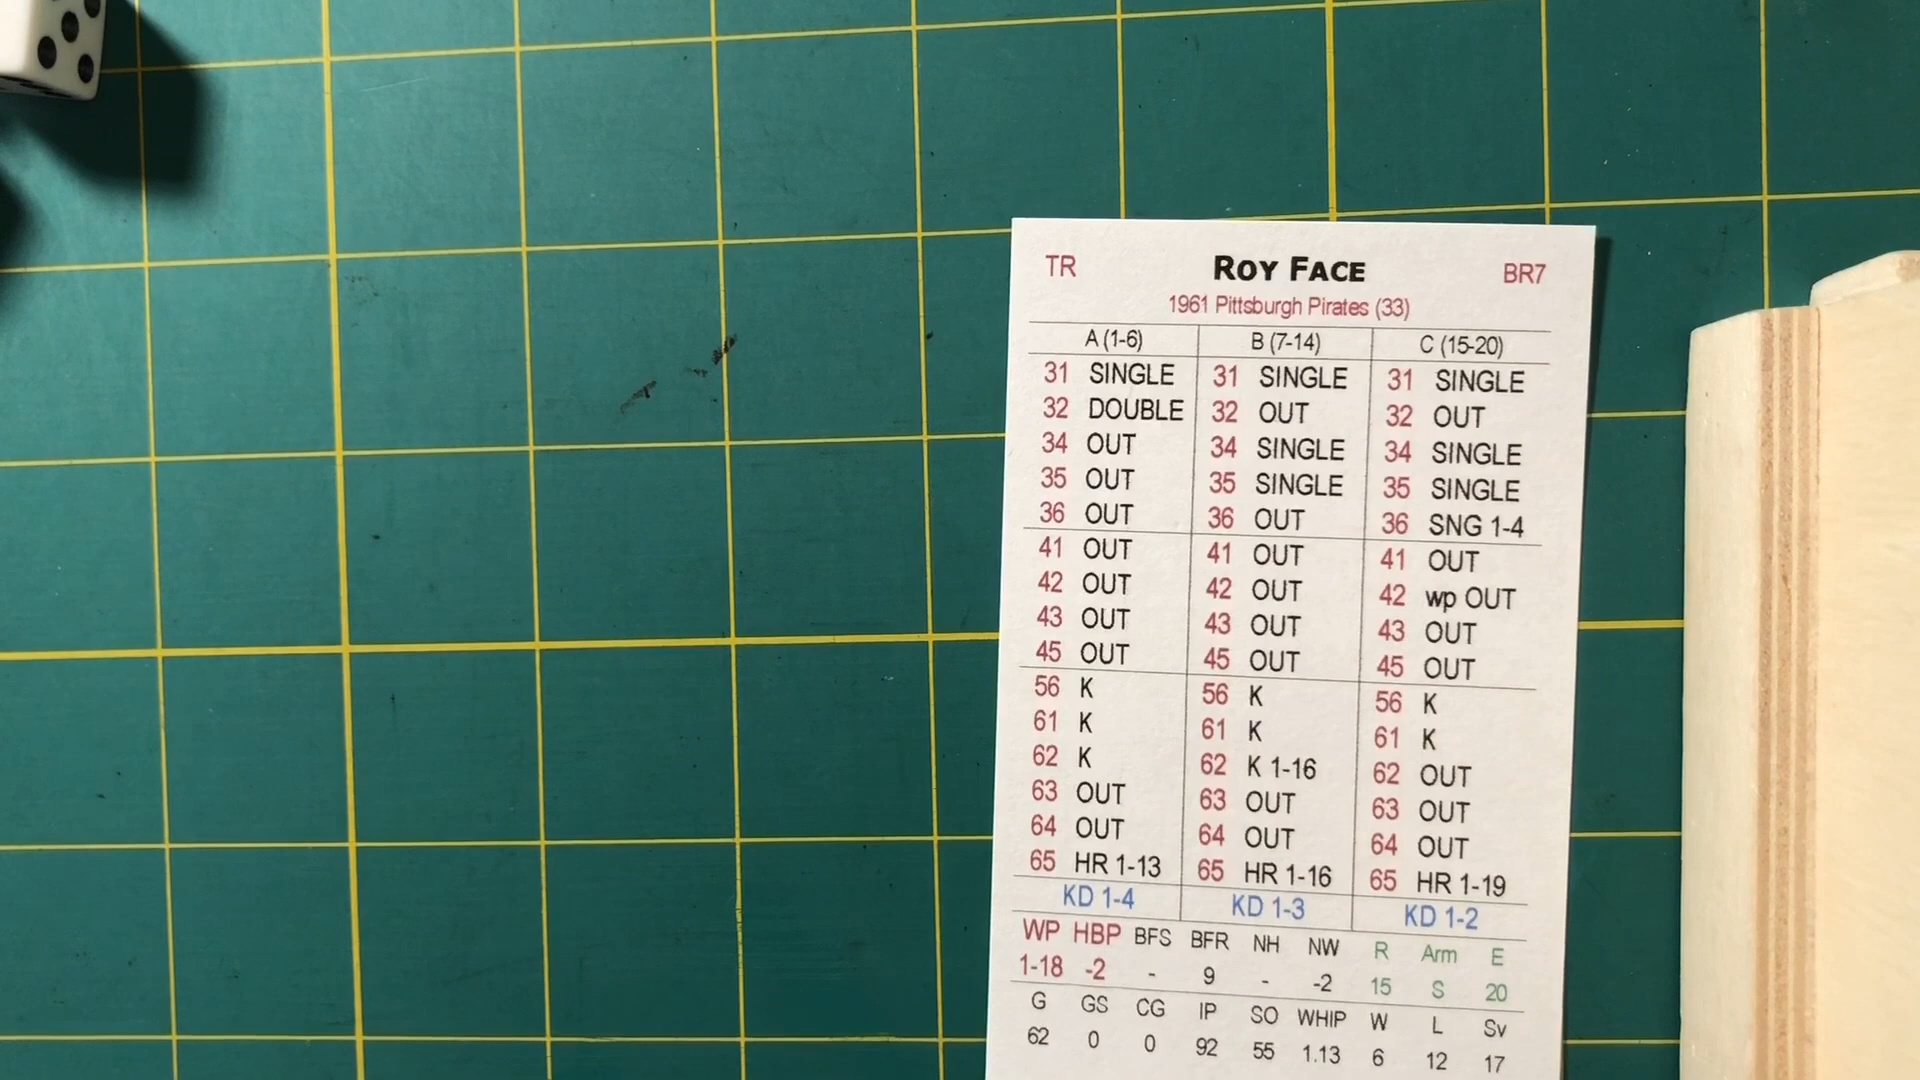 TR ROY FACE BR7
1961 Pittsburgh Pirates (33)
A (1-6) B (7-14) C (15-20)
31 SINGLE 31 SINGLE 31 SINGLE
32 DOUBLE 32 OUT 32 OUT
34 OUT 34 SINGLE 34 SINGLE
35 OUT 35 SINGLE 35 SINGLE
36 OUT 36 OUT 36 SNG 1-4
41 OUT 41 OUT 41 OUT
42 OUT 42 OUT 42 wp OUT
43 OUT 43 OUT 43 OUT
45 OUT 45 OUT 45 OUT
56 K 56 K 56 K
61 K 61 K 61 K
62 K 62 K 1-16 62 OUT
63 OUT 63 OUT 63 OUT
64 OUT 64 OUT 64 OUT
65 HR 1-13 65 HR 1-16 65 HR 1-19
KD 1-4 KD 1-3 KD 1-2
WP HBP BFS BFR NH NW R Arm E
1-18 -2 - 9 - -2 15 S 20
G GS CG IP SO WHIP W L Sv
62 0 0 92 55 1.13 6 12 17